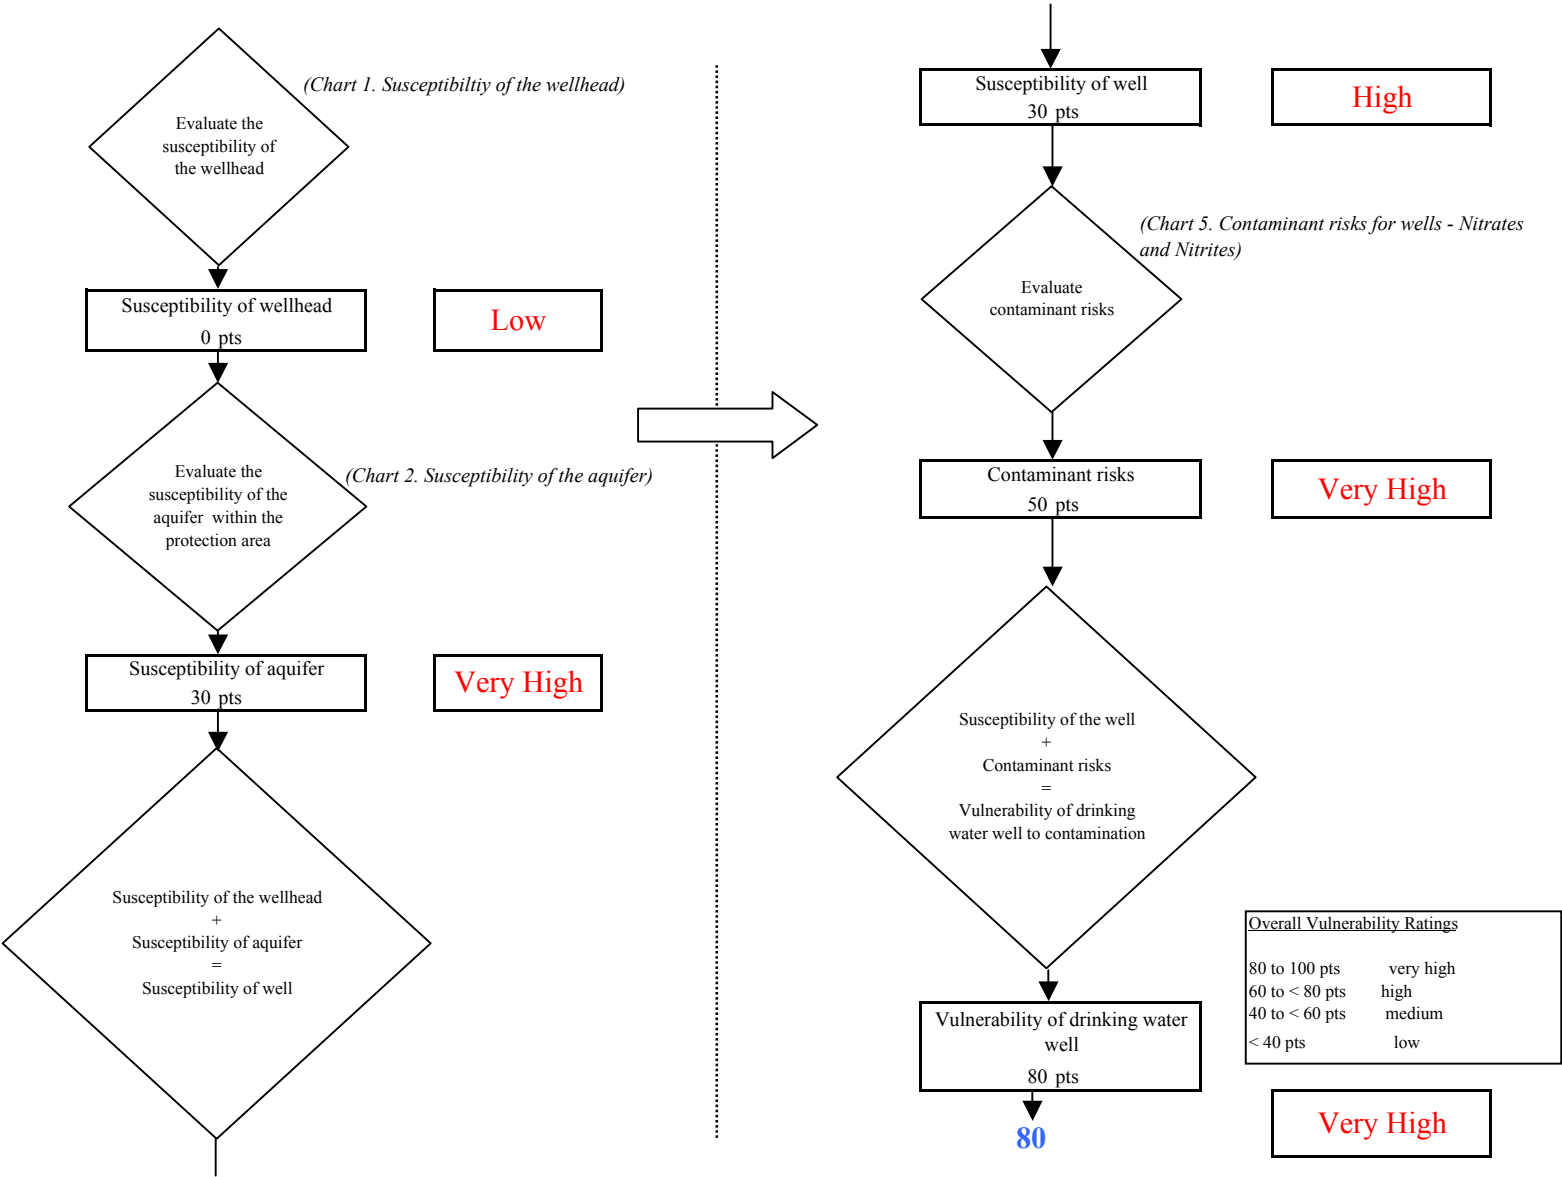 (Chart 1. Susceptibiltiy of the wellhead)
Evaluate the
susceptibility of
the wellhead
Susceptibility of wellhead
0 pts
Low
Evaluate the
susceptibility of the
aquifer within the
protection area
(Chart 2. Susceptibility of the aquifer)
Susceptibility of aquifer
30 pts
Very High
Susceptibility of the wellhead
+
Susceptibility of aquifer
=
Susceptibility of well
Susceptibility of well
30 pts
High
(Chart 5. Contaminant risks for wells - Nitrates
and Nitrites)
Evaluate
contaminant risks
Contaminant risks
50 pts
Very High
Susceptibility of the well
+
Contaminant risks
=
Vulnerability of drinking
water well to contamination
Overall Vulnerability Ratings
80 to 100 pts very high
60 to < 80 pts high
40 to < 60 pts medium
< 40 pts low
Vulnerability of drinking water
well
80 pts
80
Very High